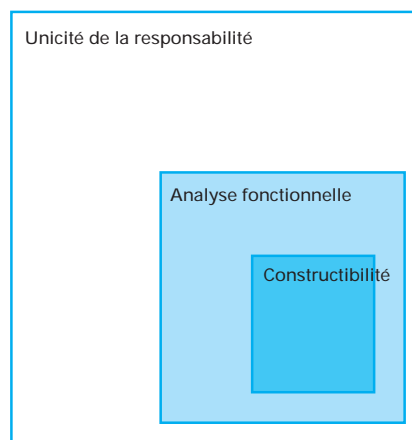 Unicité de la responsabilité
Analyse fonctionnelle
Constructibilité